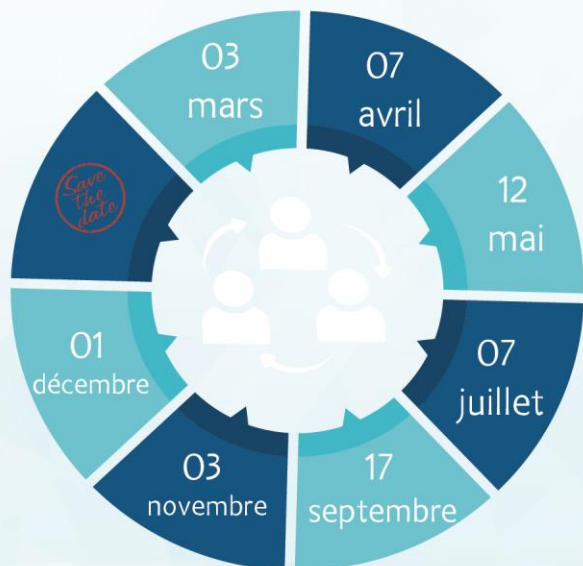 Save
the
date
03
mars
07
avril
12
mai
07
juillet
17
septembre
03
novembre
01
décembre